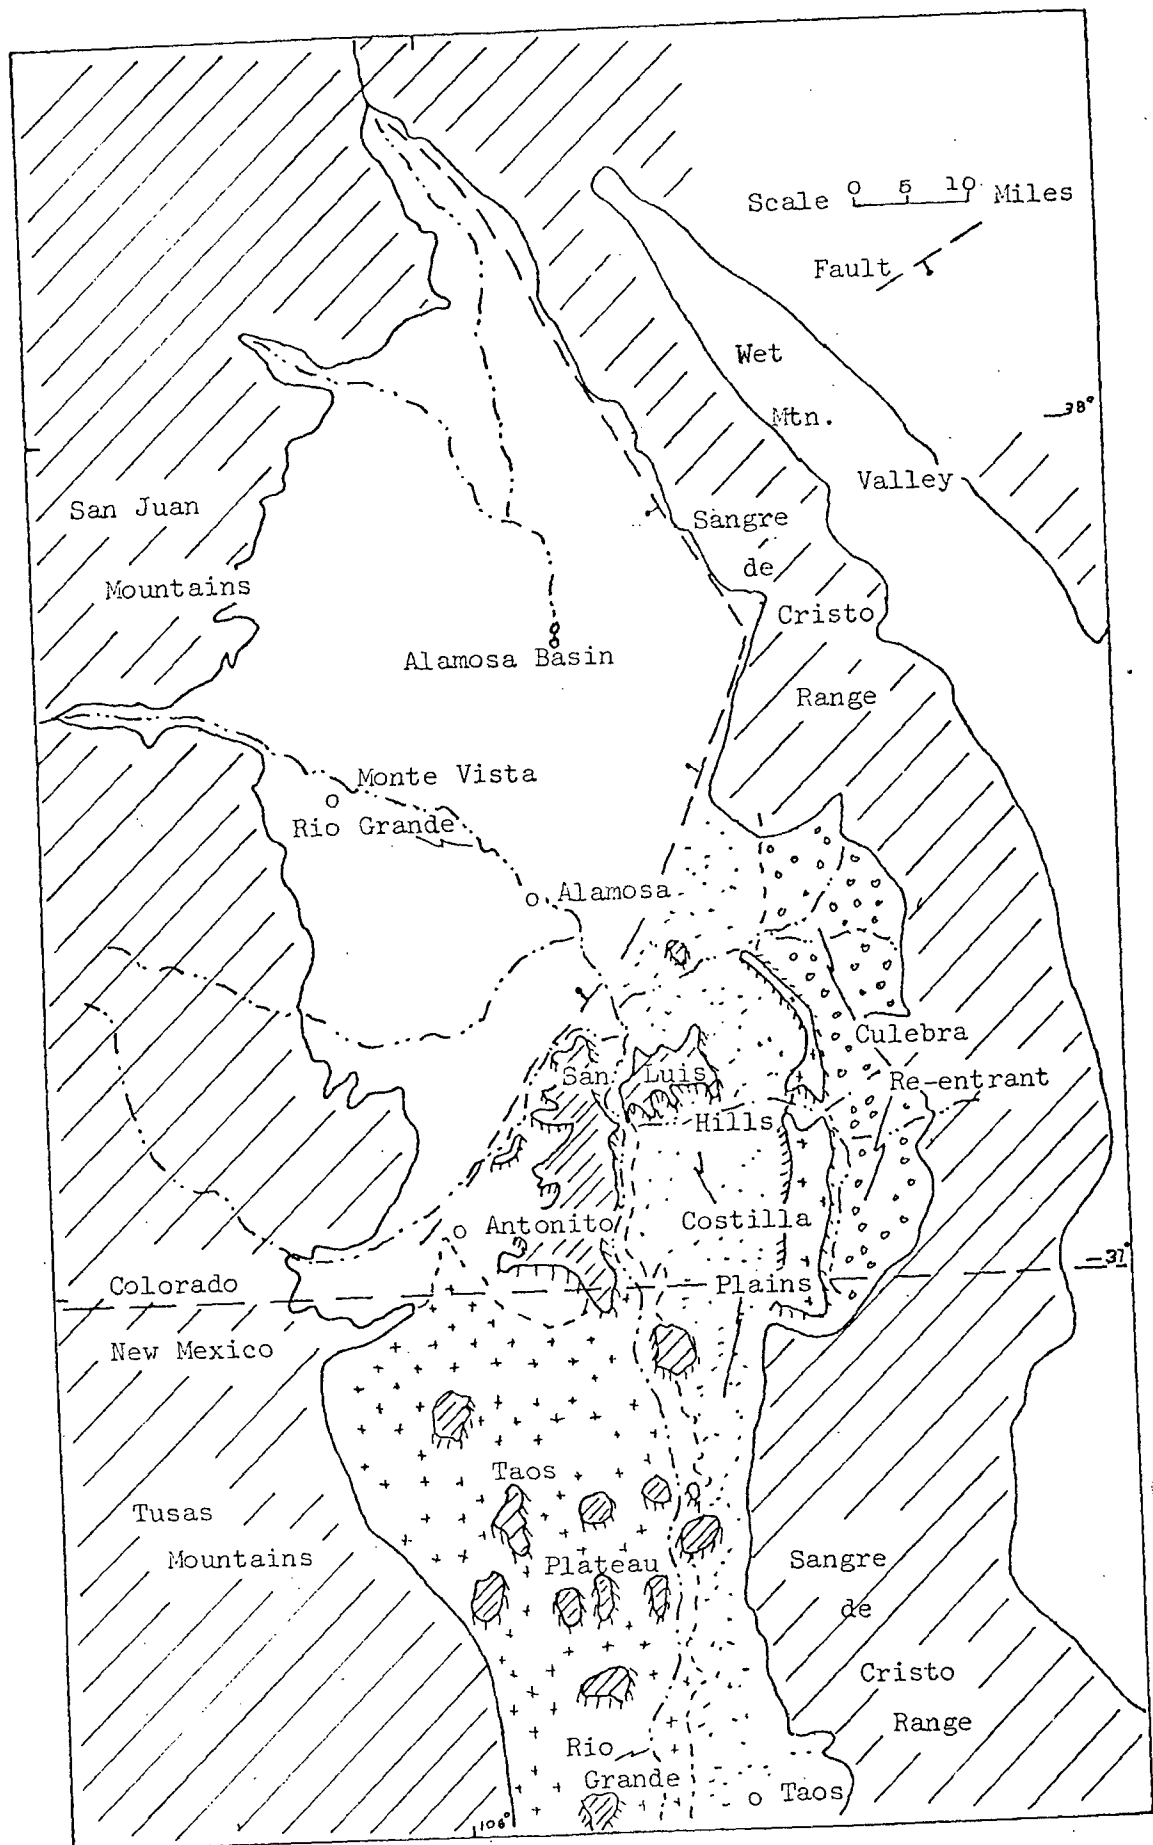 Scale 0 5 10 Miles
Fault
Wet
Mtn.
Valley
38°
San Juan
Mountains
Sangre
de
Cristo
Range
Alamosa Basin
Monte Vista
Rio Grande
Alamosa
Culebra
Re-entrant
San Luis
Hills
Antonito
Costilla
Plains
37°
Colorado
New Mexico
Taos
Plateau
Tusas
Mountains
Sangre
de
Cristo
Range
Rio
Grande
Taos
106°